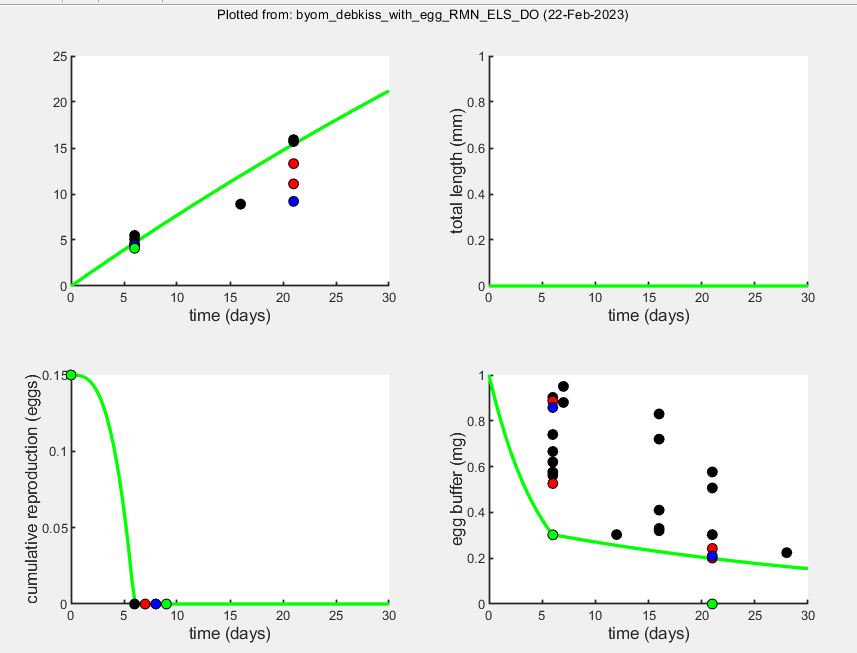 Plotted from: byom_debkiss_with_egg_RMN_ELS_DO (22-Feb-2023)
25
20
15
10
5
0
0 5 10 15 20 25 30
time (days)
total length (mm)
1
0.8
0.6
0.4
0.2
0
0 5 10 15 20 25 30
time (days)
cumulative reproduction (eggs)
0.15
0.1
0.05
0
0 5 10 15 20 25 30
time (days)
egg buffer (mg)
1
0.8
0.6
0.4
0.2
0
0 5 10 15 20 25 30
time (days)